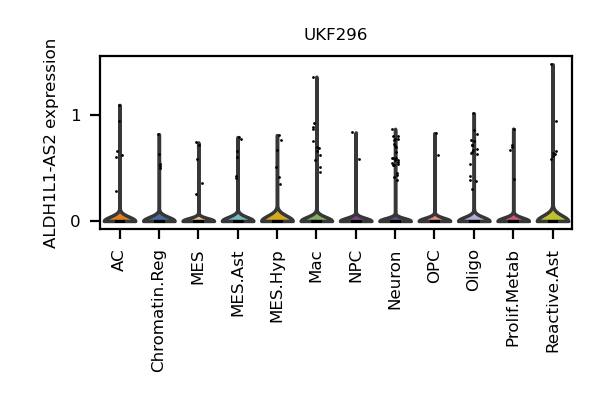 UKF296
ALDH1L1-AS2 expression
1
0
AC
Chromatin.Reg
MES
MES.Ast
MES.Hyp
Mac
NPC
Neuron
OPC
Oligo
Prolif.Metab
Reactive.Ast